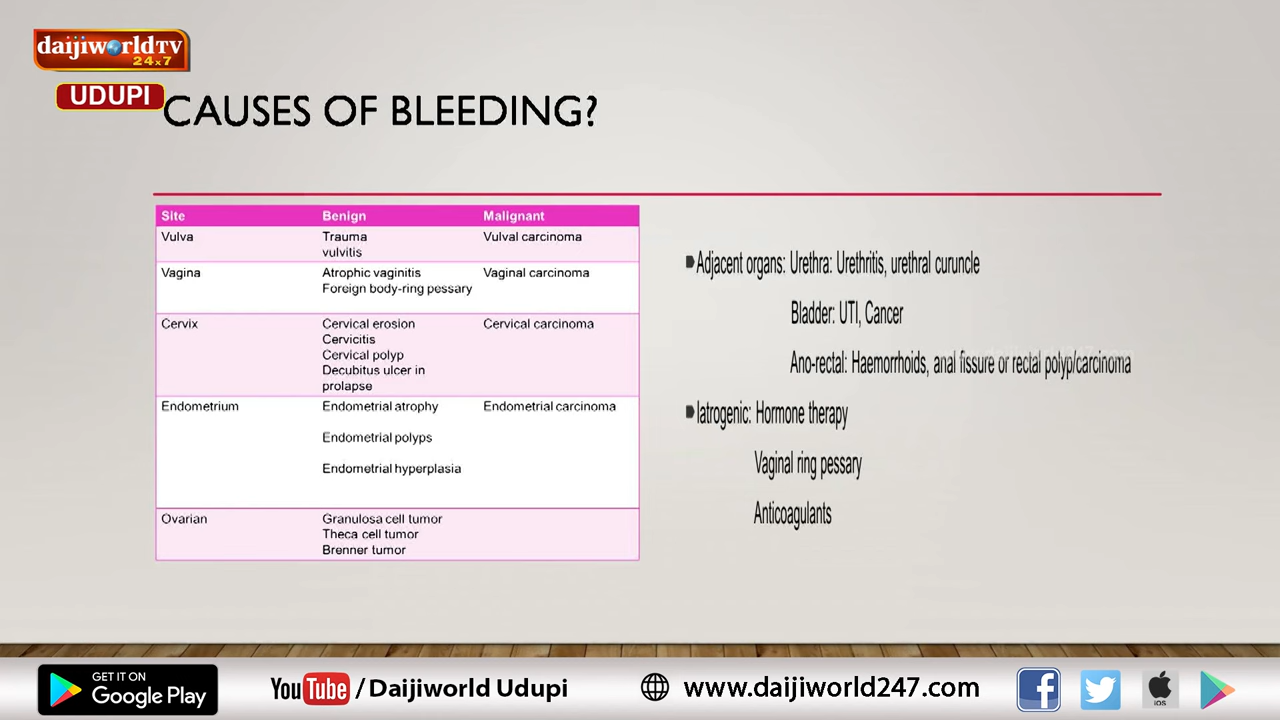 daijiworldTV
24x7
UDUPI
CAUSES OF BLEEDING?
Site Benign Malignant
Vulva Trauma Vulval carcinoma
vulvitis
Vagina Atrophic vaginitis Vaginal carcinoma
Foreign body-ring pessary
Cervix Cervical erosion Cervical carcinoma
Cervicitis
Cervical polyp
Decubitus ulcer in
prolapse
Endometrium Endometrial atrophy Endometrial carcinoma
Endometrial polyps
Endometrial hyperplasia
Ovarian Granulosa cell tumor
Theca cell tumor
Brenner tumor
Adjacent organs: Urethra: Urethritis, urethral curuncle
Bladder: UTI, Cancer
Ano-rectal: Haemorrhoids, anal fissure or rectal polyp/carcinoma
Iatrogenic: Hormone therapy
Vaginal ring pessary
Anticoagulants
GET IT ON
Google Play
YouTube / Daijiworld Udupi
www.daijiworld247.com
iOS